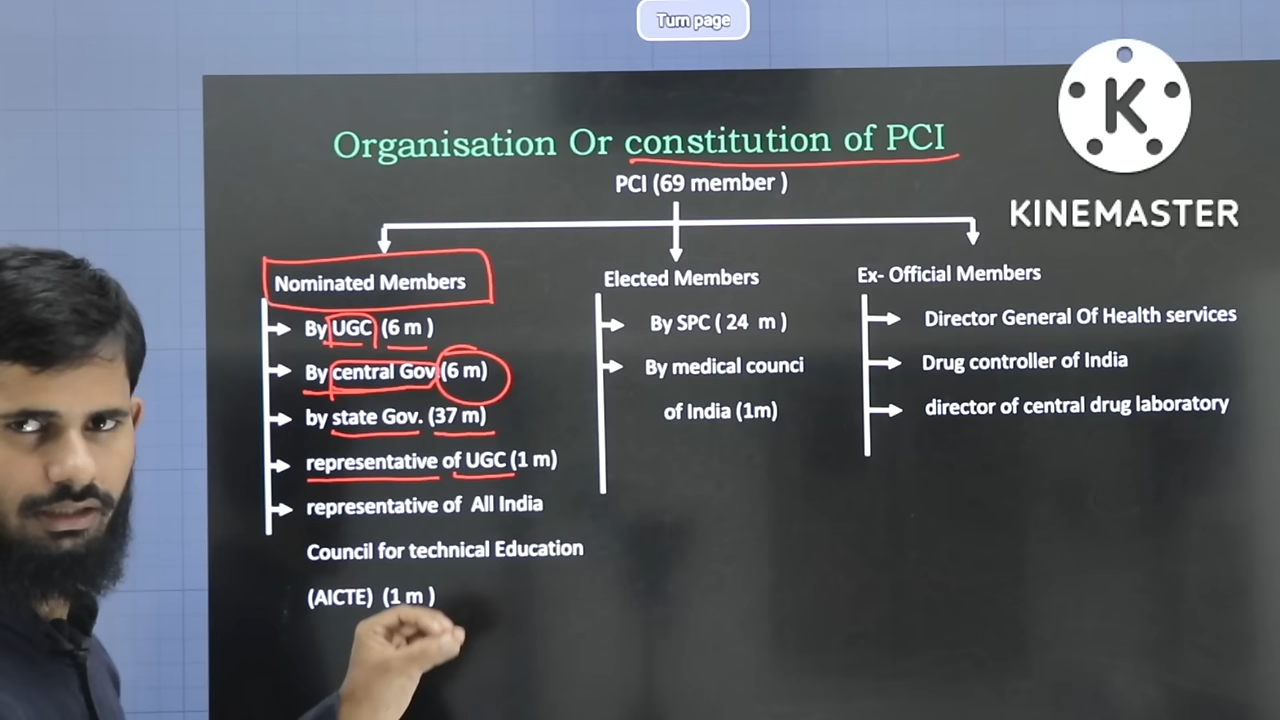 Turn page
K
KINEMASTER
Organisation Or constitution of PCI
PCI (69 member )
Nominated Members
By UGC (6 m )
By central Gov (6 m)
by state Gov. (37 m)
representative of UGC (1 m)
representative of All India
Council for technical Education
(AICTE) (1 m )
Elected Members
By SPC ( 24 m )
By medical counci
of India (1m)
Ex- Official Members
Director General Of Health services
Drug controller of India
director of central drug laboratory